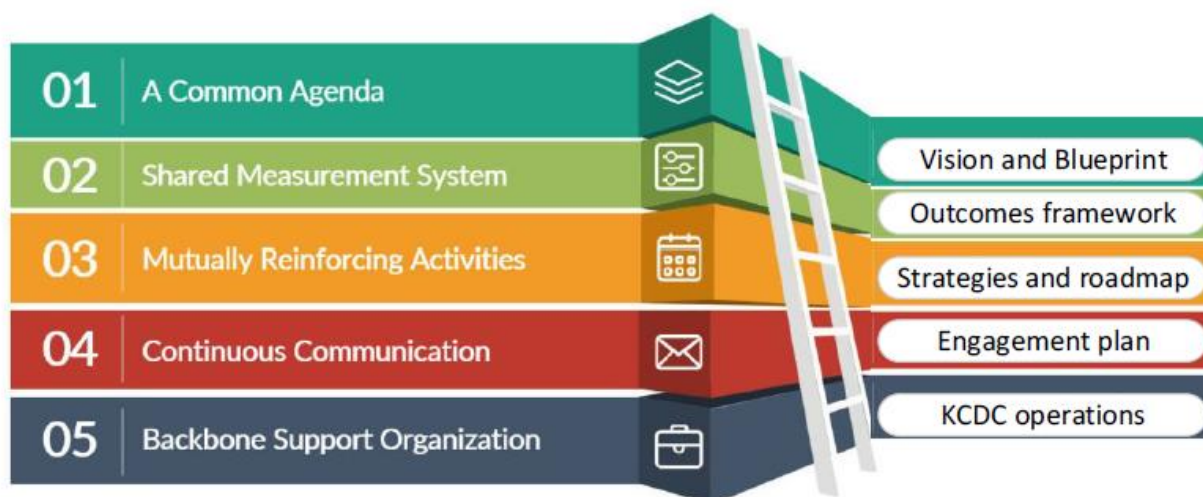 01 A Common Agenda
Vision and Blueprint
02 Shared Measurement System
Outcomes framework
03 Mutually Reinforcing Activities
Strategies and roadmap
04 Continuous Communication
Engagement plan
05 Backbone Support Organization
KCDC operations